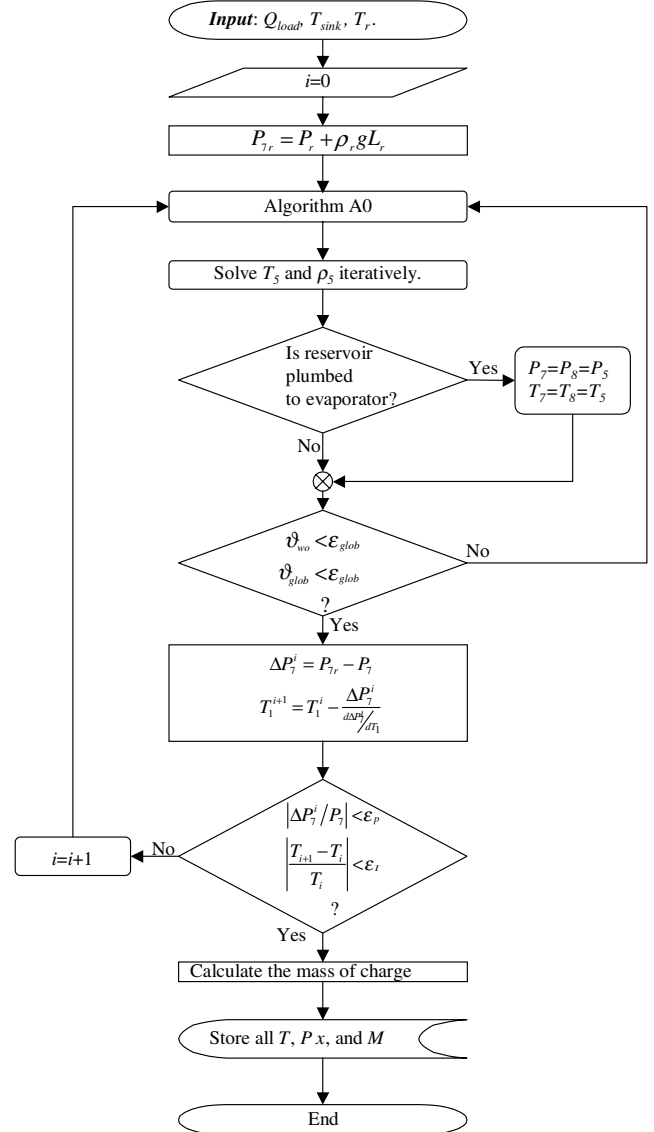 Input: Q_load, T_sink, T_r.
i=0
P_7r = P_r + ρ_r gL_r
Algorithm A0
Solve T_5 and ρ_5 iteratively.
Is reservoir
plumbed
to evaporator?
Yes
P_7=P_8=P_5
T_7=T_8=T_5
No
ϑ_wo <ε_glob
ϑ_glob <ε_glob
?
No
Yes
ΔP_7^i = P_7r − P_7
T_1^{i+1} = T_1^i − ΔP_7^i / (dΔP_7^i/dT_1)
|ΔP_7^i/P_7| <ε_p
|(T_{i+1} − T_i)/T_i| <ε_t
?
No
i=i+1
Yes
Calculate the mass of charge
Store all T, P x, and M
End